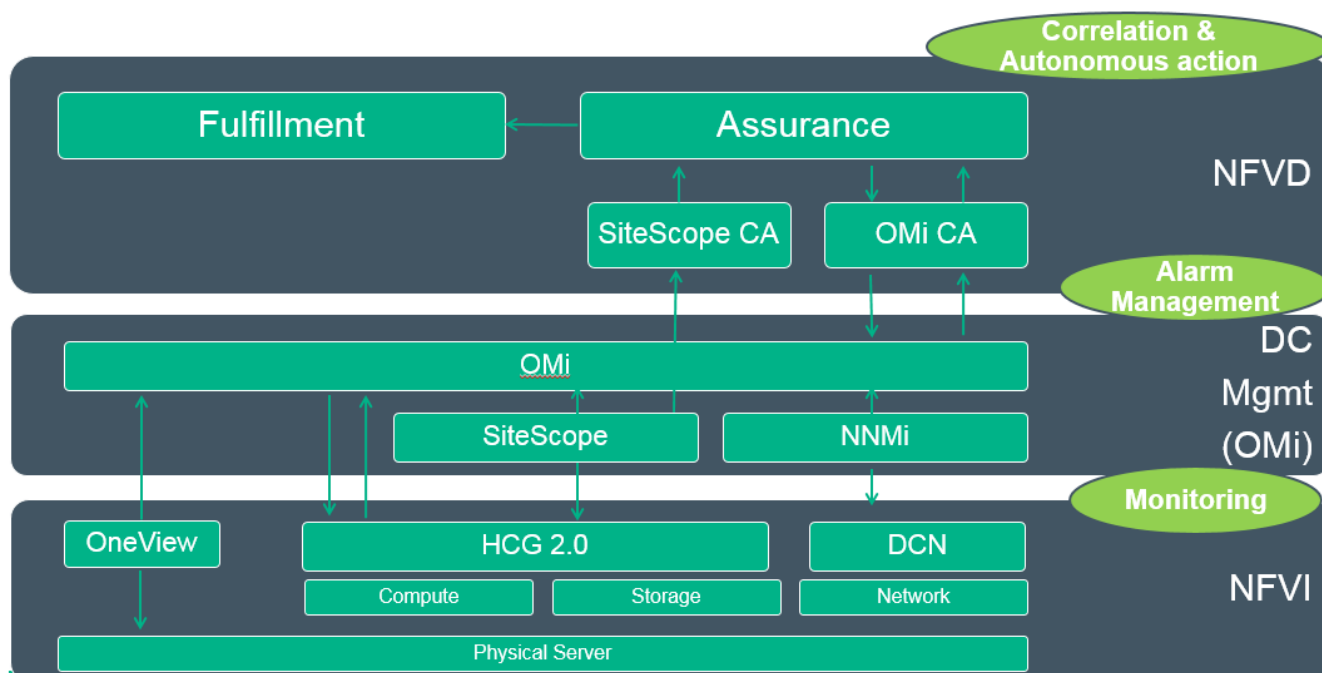 Correlation &
Autonomous action
Fulfillment
Assurance
NFVD
SiteScope CA
OMi CA
Alarm
Management
DC
OMi
Mgmt
SiteScope
NNMi
(OMi)
Monitoring
OneView
HCG 2.0
DCN
Compute
Storage
Network
NFVI
Physical Server